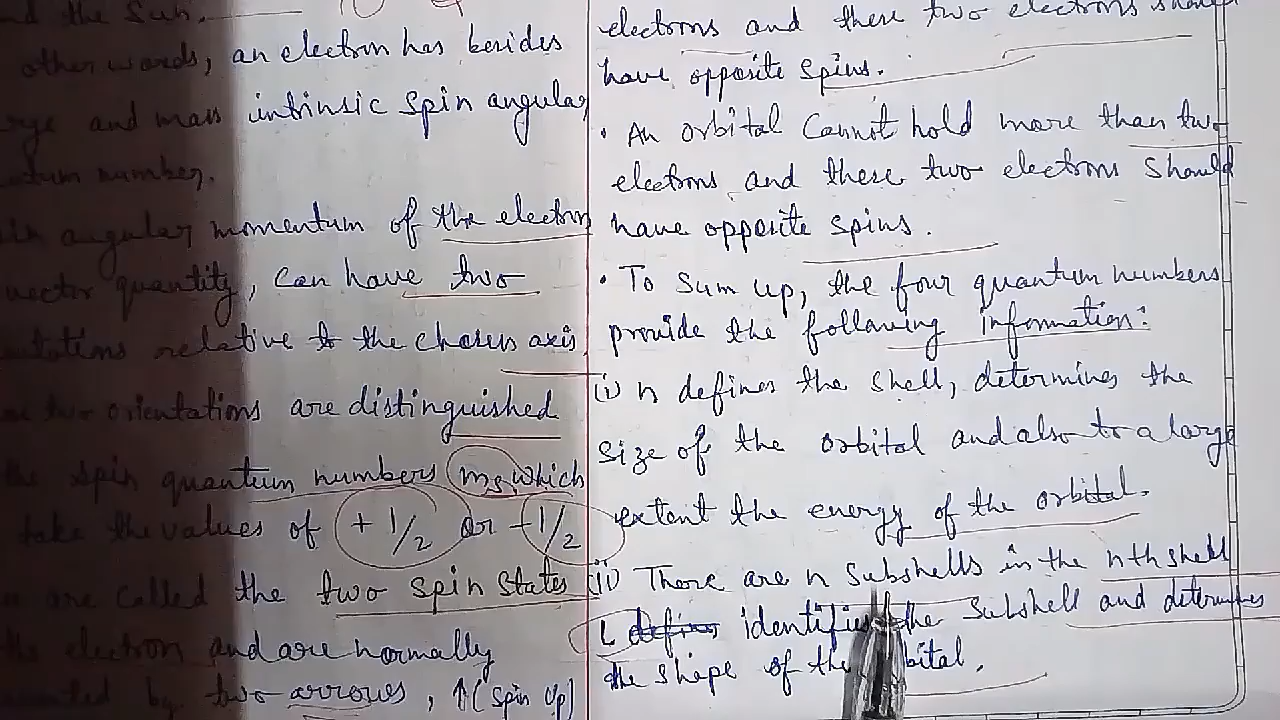 and the Sun.
other words, an electron has besides
and mass intrinsic spin angular
number.
angular momentum of the electron
vector quantity, can have two
relative to the chosen axis,
two orientations are distinguished
the spin quantum numbers ms which
take the values of +1/2 or -1/2
are called the two spin states
the electron and are normally
by two arrows, ↑(Spin Up)
electrons and these two electrons should
have opposite spins.
• An orbital cannot hold more than two
electrons and these two electrons should
have opposite spins.
• To sum up, the four quantum numbers
provide the following information:
(i) n defines the shell, determines the
size of the orbital and also to a large
extent the energy of the orbital.
(ii) There are n subshells in the nth shell
identifies the subshell and determines
the shape of the